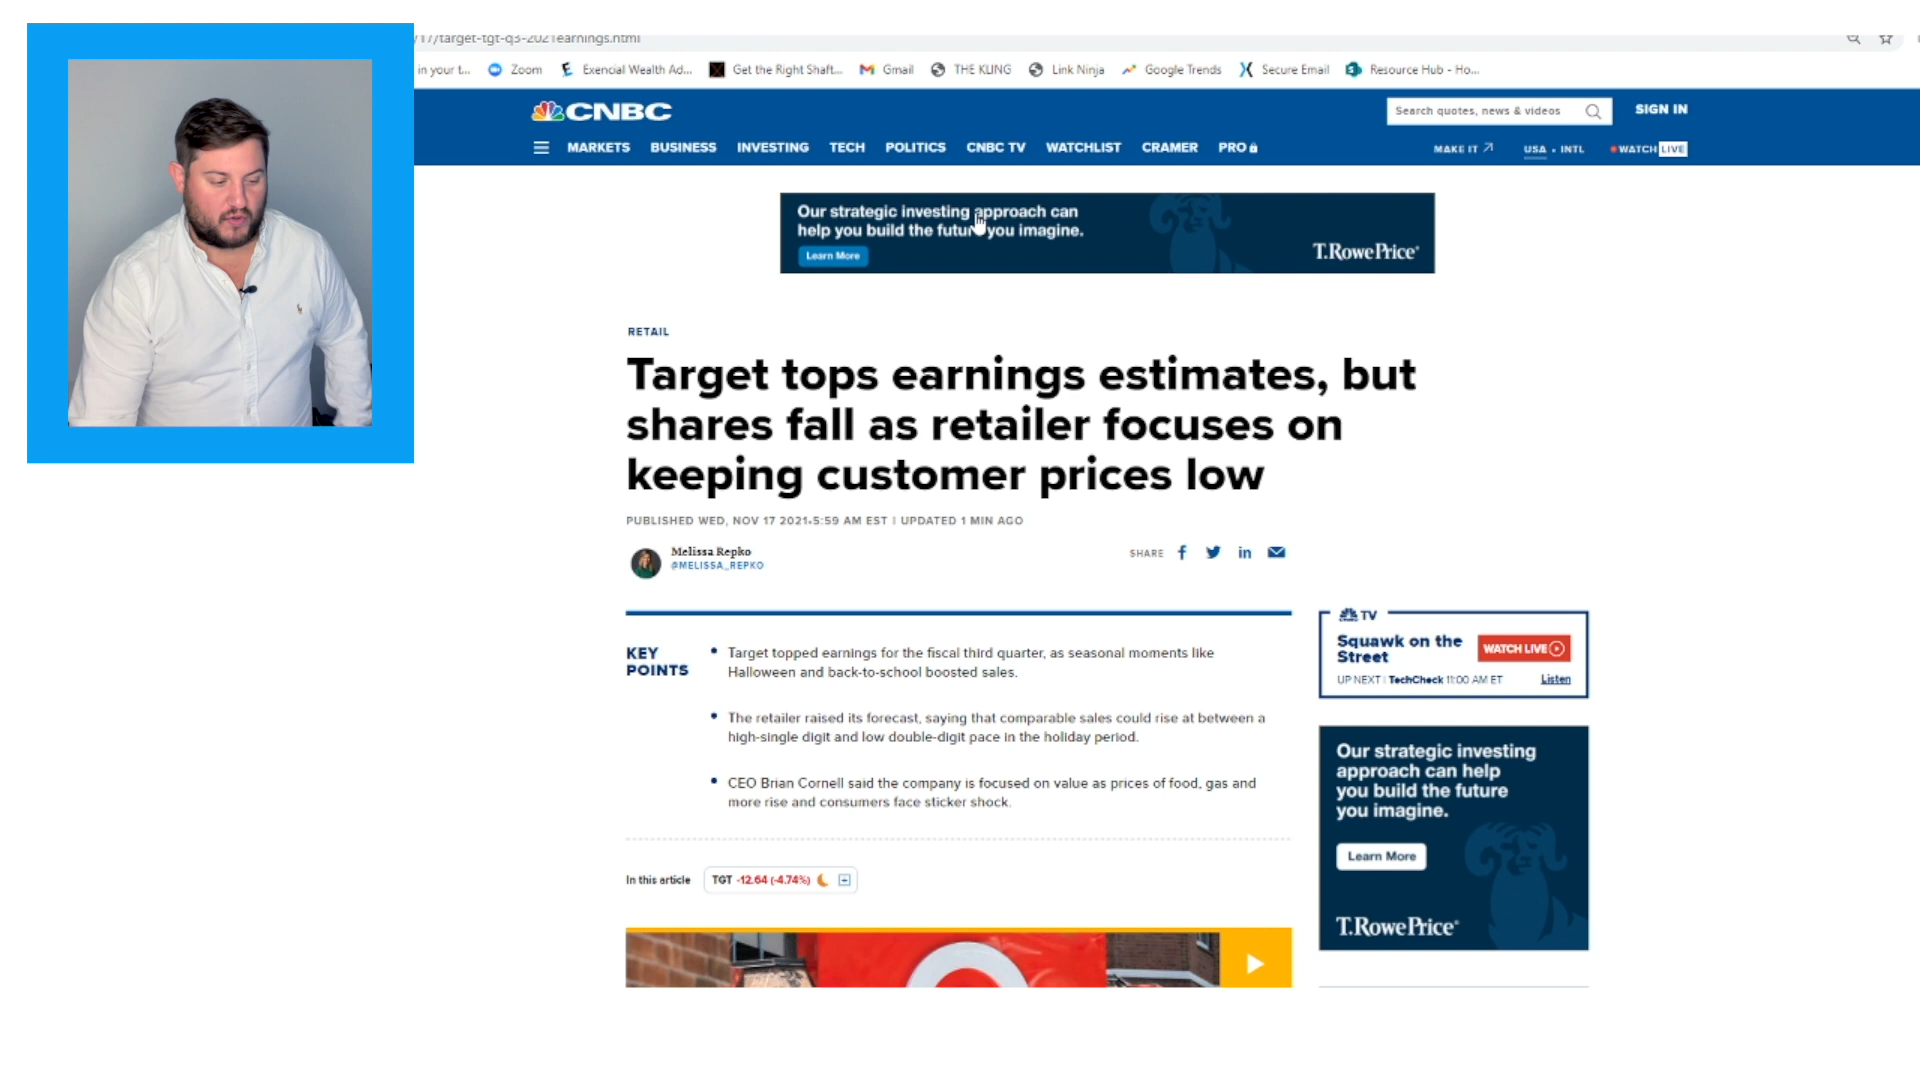 /17/target-tgt-q3-2021earnings.html
in your t...
Zoom
Exencial Wealth Ad...
Get the Right Shaft...
Gmail
THE KLING
Link Ninja
Google Trends
Secure Email
Resource Hub - Ho...
CNBC
Search quotes, news & videos
SIGN IN
MARKETS BUSINESS INVESTING TECH POLITICS CNBC TV WATCHLIST CRAMER PRO
MAKE IT
USA • INTL
WATCH LIVE
Our strategic investing approach can
help you build the future you imagine.
Learn More
T.RowePrice
RETAIL
Target tops earnings estimates, but
shares fall as retailer focuses on
keeping customer prices low
PUBLISHED WED, NOV 17 2021•5:59 AM EST | UPDATED 1 MIN AGO
Melissa Repko
@MELISSA_REPKO
SHARE
KEY
POINTS
Target topped earnings for the fiscal third quarter, as seasonal moments like
Halloween and back-to-school boosted sales.
The retailer raised its forecast, saying that comparable sales could rise at between a
high-single digit and low double-digit pace in the holiday period.
CEO Brian Cornell said the company is focused on value as prices of food, gas and
more rise and consumers face sticker shock.
In this article
TGT -12.64 (-4.74%)
TV
Squawk on the
Street
WATCH LIVE
UP NEXT | TechCheck 11:00 AM ET
Listen
Our strategic investing
approach can help
you build the future
you imagine.
Learn More
T.RowePrice